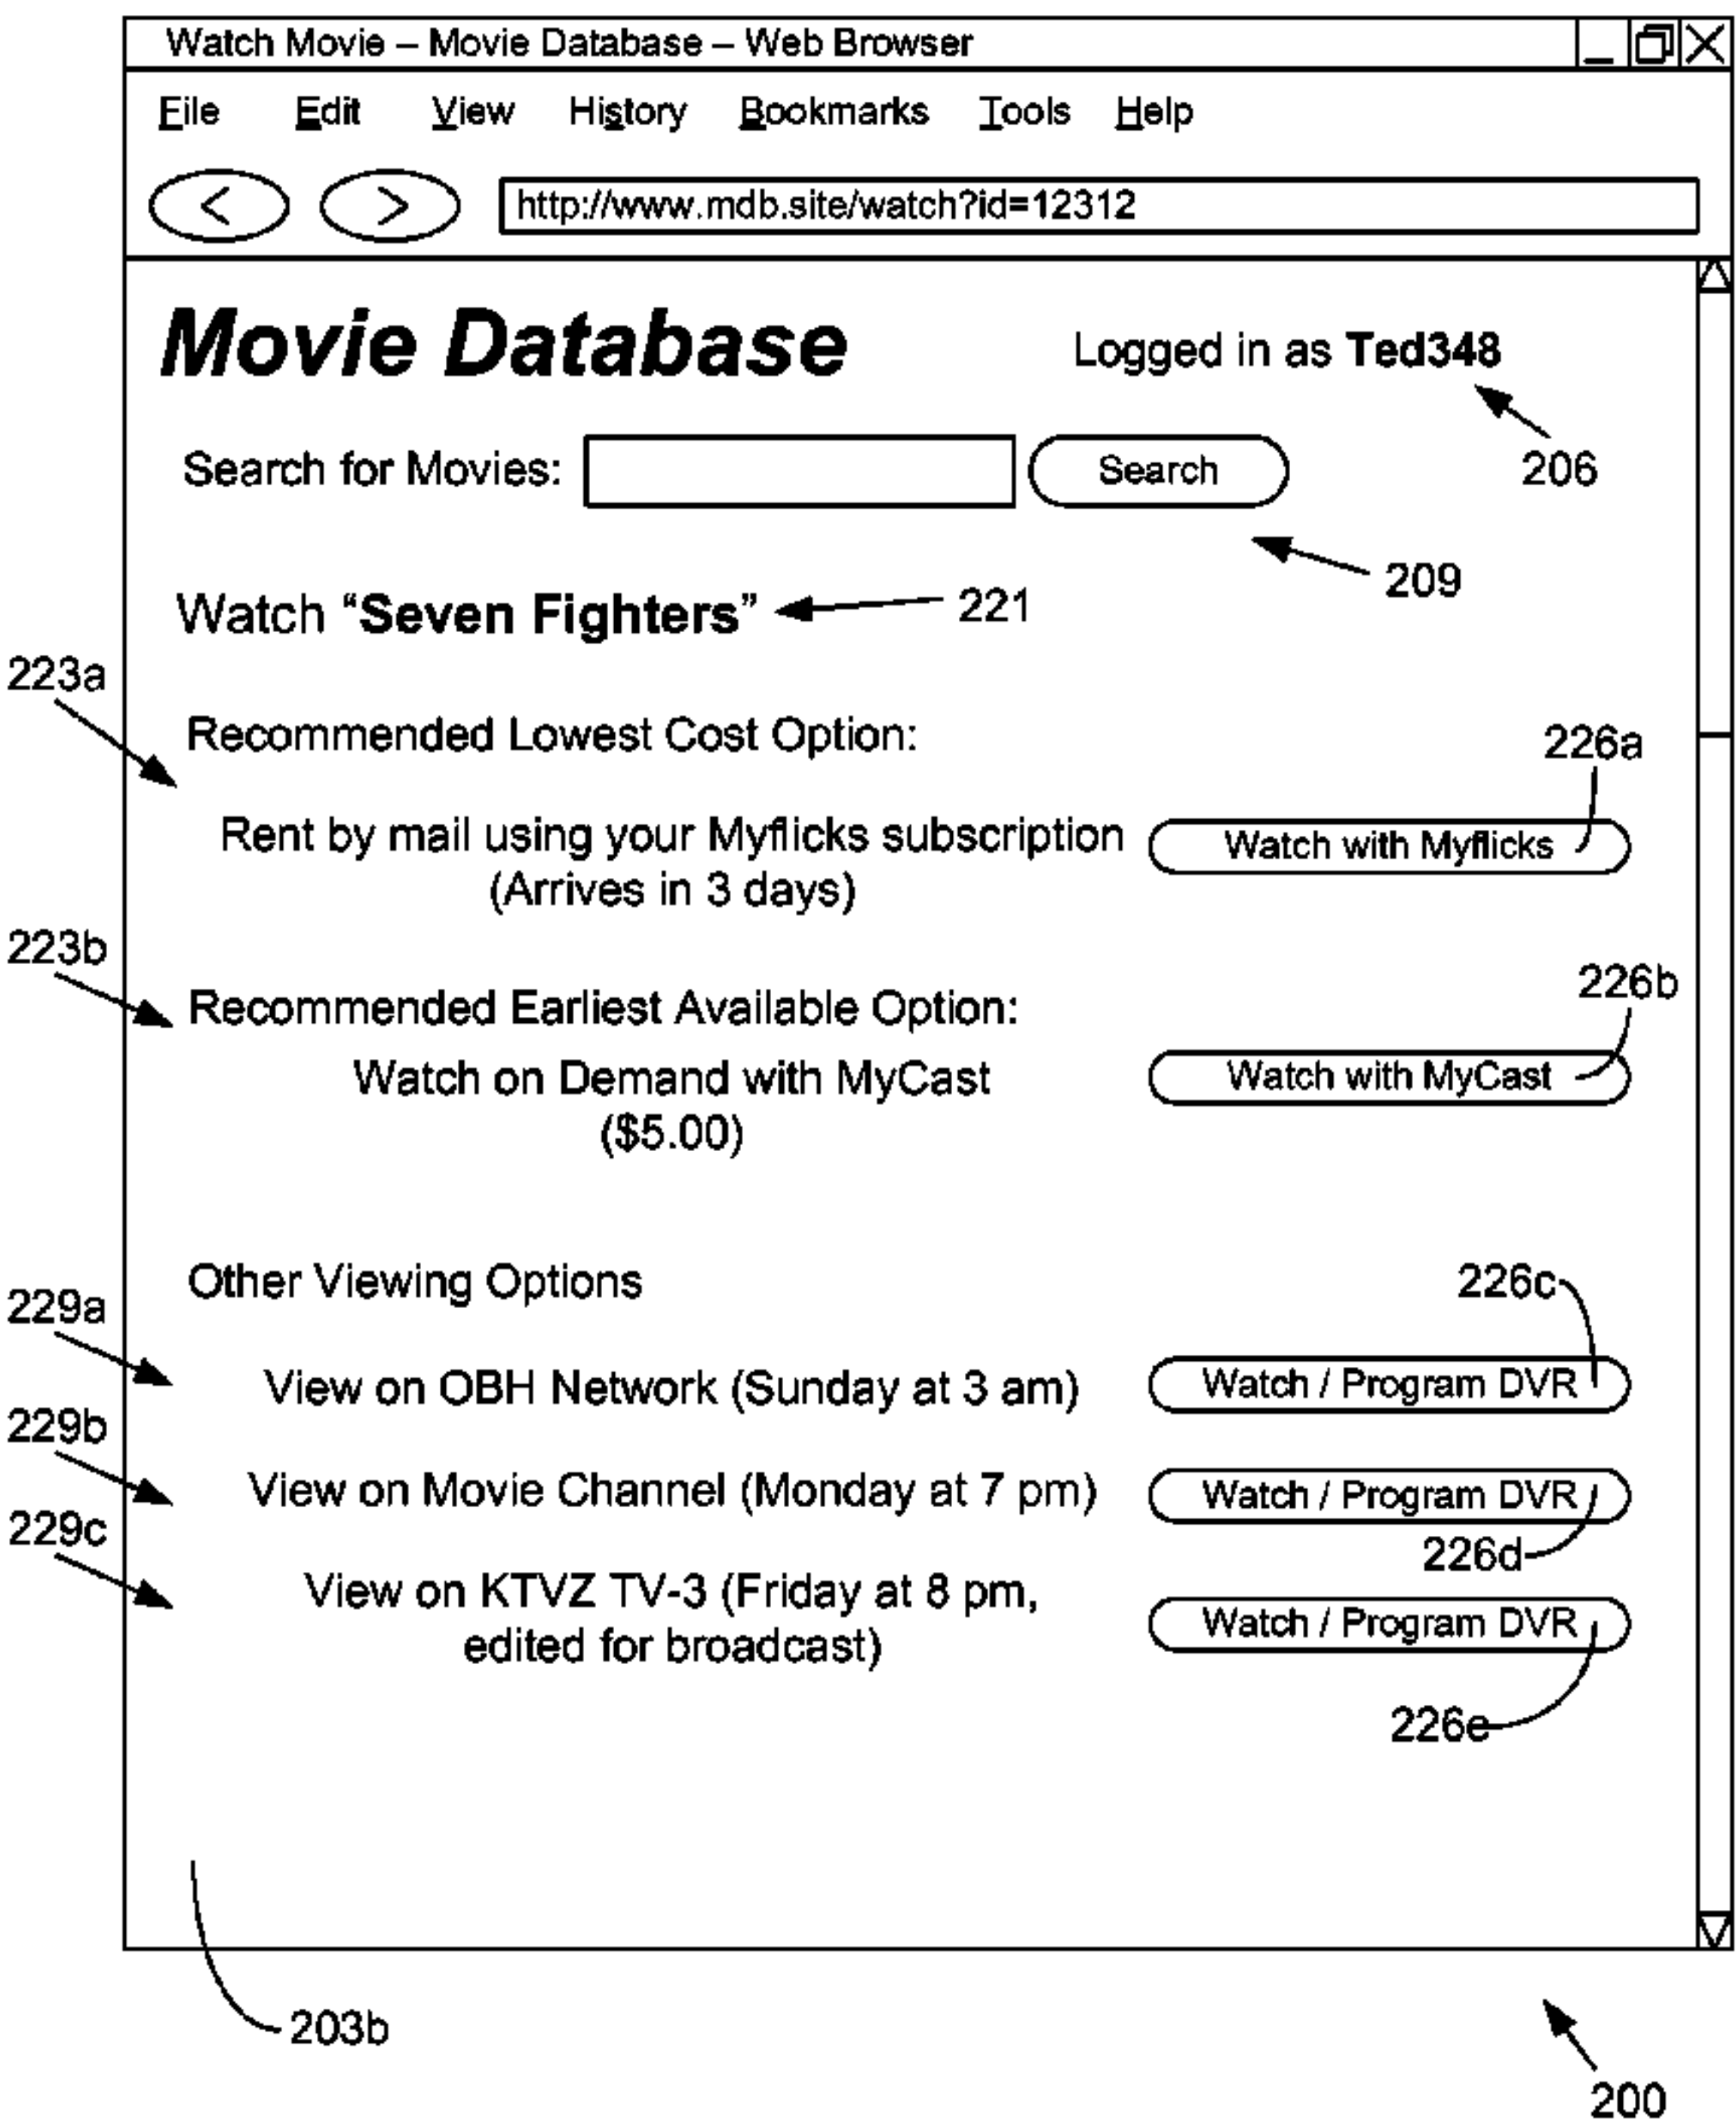 Watch Movie – Movie Database – Web Browser
File Edit View History Bookmarks Tools Help
< > http://www.mdb.site/watch?id=12312
Movie Database Logged in as Ted348
206
Search for Movies: Search
209
Watch “Seven Fighters” 221
223a
Recommended Lowest Cost Option:
226a
Rent by mail using your Myflicks subscription Watch with Myflicks
(Arrives in 3 days)
223b
226b
Recommended Earliest Available Option:
Watch on Demand with MyCast Watch with MyCast
($5.00)
Other Viewing Options 226c
229a
View on OBH Network (Sunday at 3 am) Watch / Program DVR
229b
View on Movie Channel (Monday at 7 pm) Watch / Program DVR
229c
226d
View on KTVZ TV-3 (Friday at 8 pm, Watch / Program DVR
edited for broadcast)
226e
203b
200